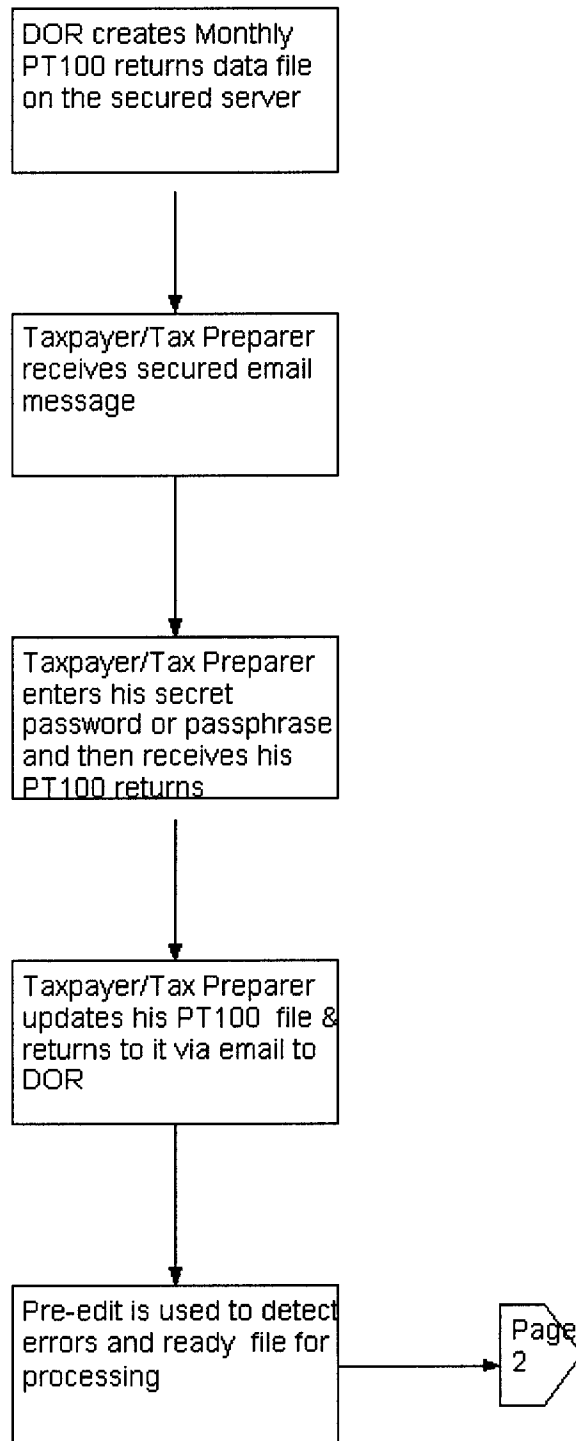 DOR creates Monthly
PT100 returns data file
on the secured server
Taxpayer/Tax Preparer
receives secured email
message
Taxpayer/Tax Preparer
enters his secret
password or passphrase
and then receives his
PT100 returns
Taxpayer/Tax Preparer
updates his PT100 file &
returns to it via email to
DOR
Pre-edit is used to detect
errors and ready file for
processing
Page
2